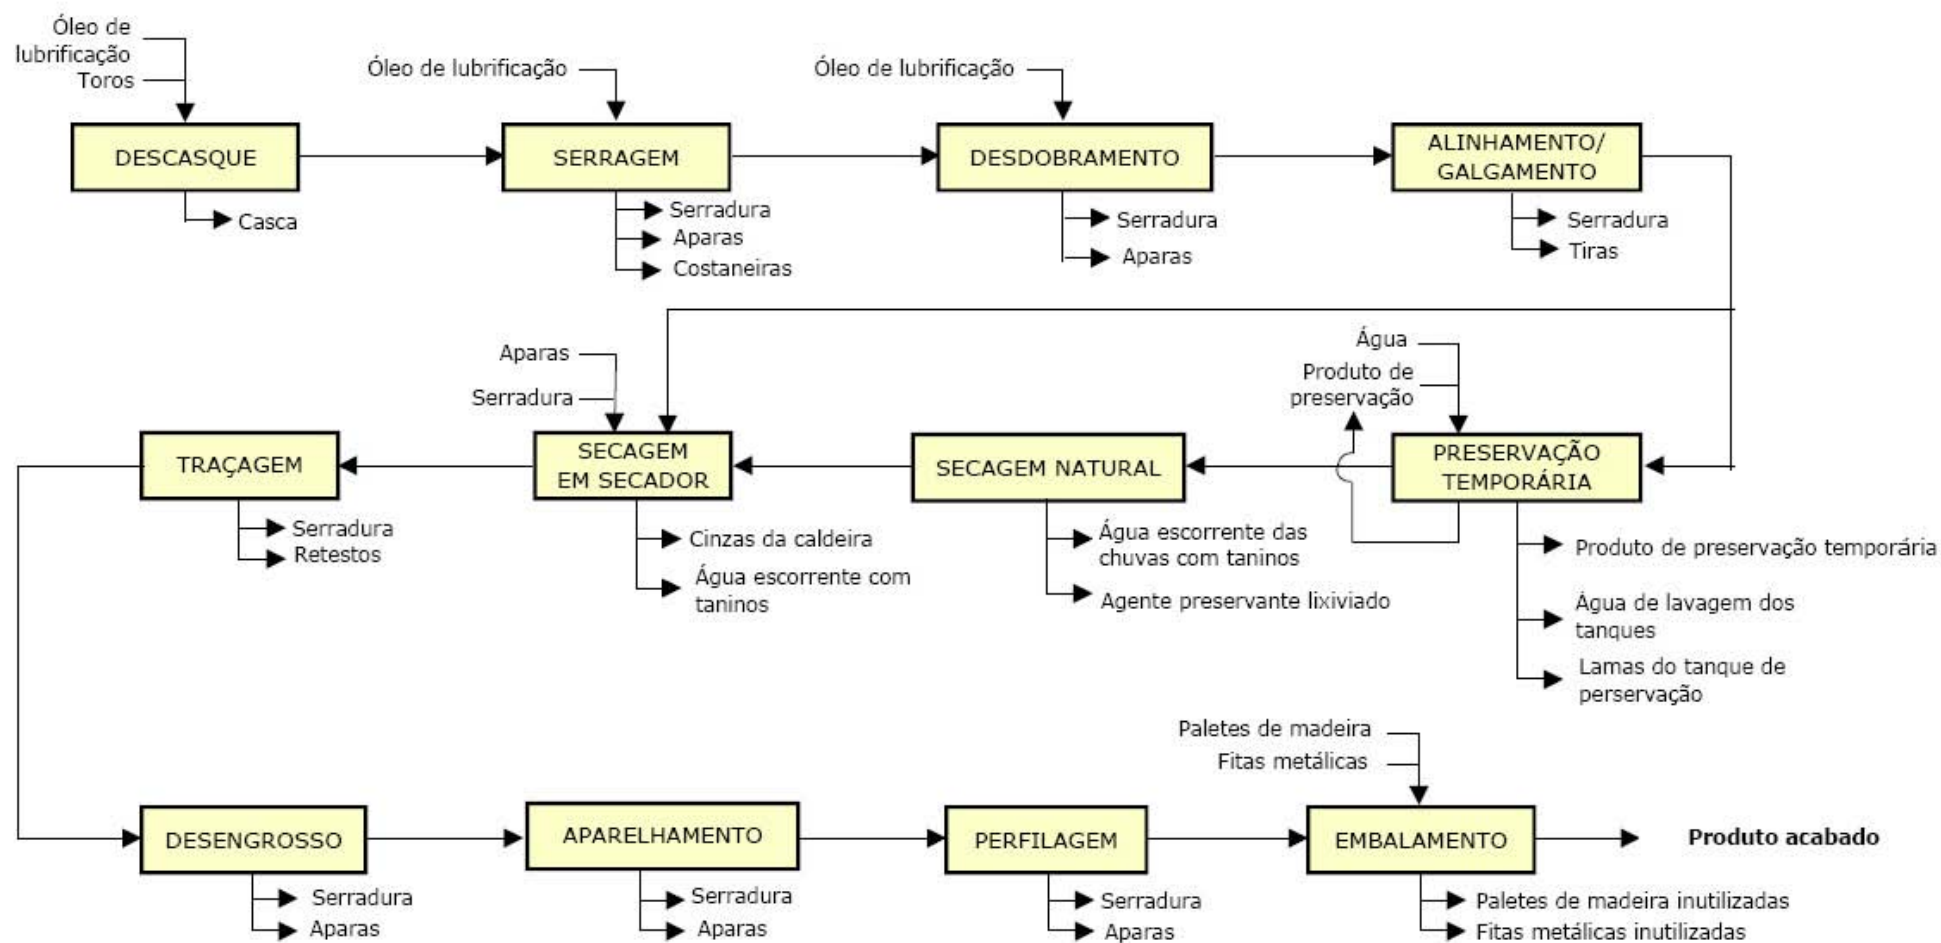 Óleo de
lubrificação
Toros
Óleo de lubrificação
Óleo de lubrificação
DESCASQUE
SERRAGEM
DESDOBRAMENTO
ALINHAMENTO/
GALGAMENTO
Casca
Serradura
Aparas
Costaneiras
Serradura
Aparas
Serradura
Tiras
Aparas
Serradura
Água
Produto de
preservação
TRAÇAGEM
SECAGEM
EM SECADOR
SECAGEM NATURAL
PRESERVAÇÃO
TEMPORÁRIA
Serradura
Retestos
Cinzas da caldeira
Água escorrente com
taninos
Água escorrente das
chuvas com taninos
Agente preservante lixiviado
Produto de preservação temporária
Água de lavagem dos
tanques
Lamas do tanque de
perservação
Paletes de madeira
Fitas metálicas
DESENGROSSO
APARELHAMENTO
PERFILAGEM
EMBALAMENTO
Produto acabado
Serradura
Aparas
Serradura
Aparas
Serradura
Aparas
Paletes de madeira inutilizadas
Fitas metálicas inutilizadas